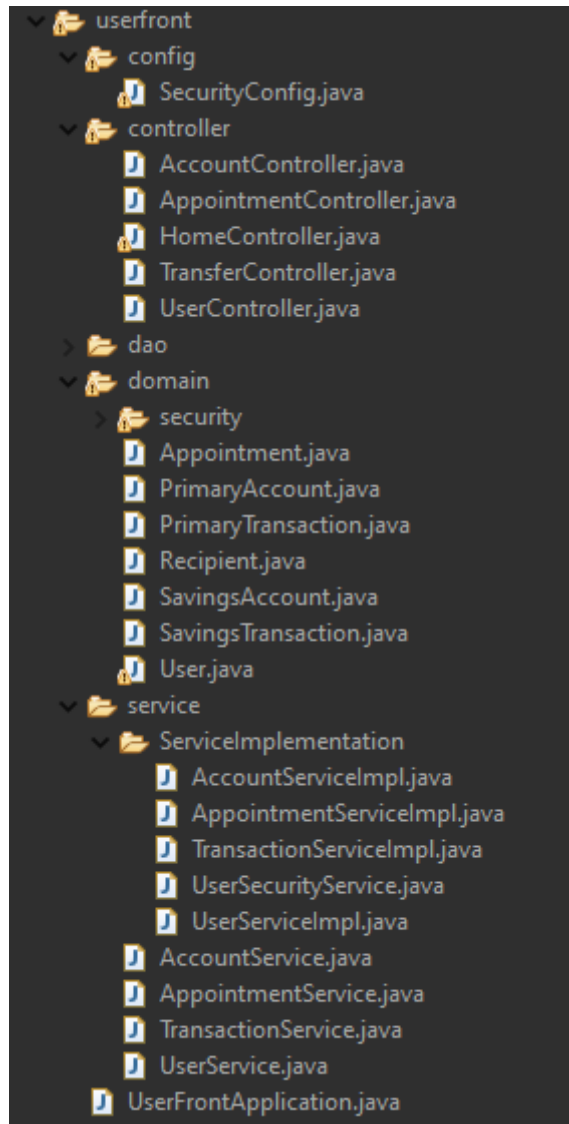 userfront
config
SecurityConfig.java
controller
AccountController.java
AppointmentController.java
HomeController.java
TransferController.java
UserController.java
dao
domain
security
Appointment.java
PrimaryAccount.java
PrimaryTransaction.java
Recipient.java
SavingsAccount.java
SavingsTransaction.java
User.java
service
ServiceImplementation
AccountServiceImpl.java
AppointmentServiceImpl.java
TransactionServiceImpl.java
UserSecurityService.java
UserServiceImpl.java
AccountService.java
AppointmentService.java
TransactionService.java
UserService.java
UserFrontApplication.java